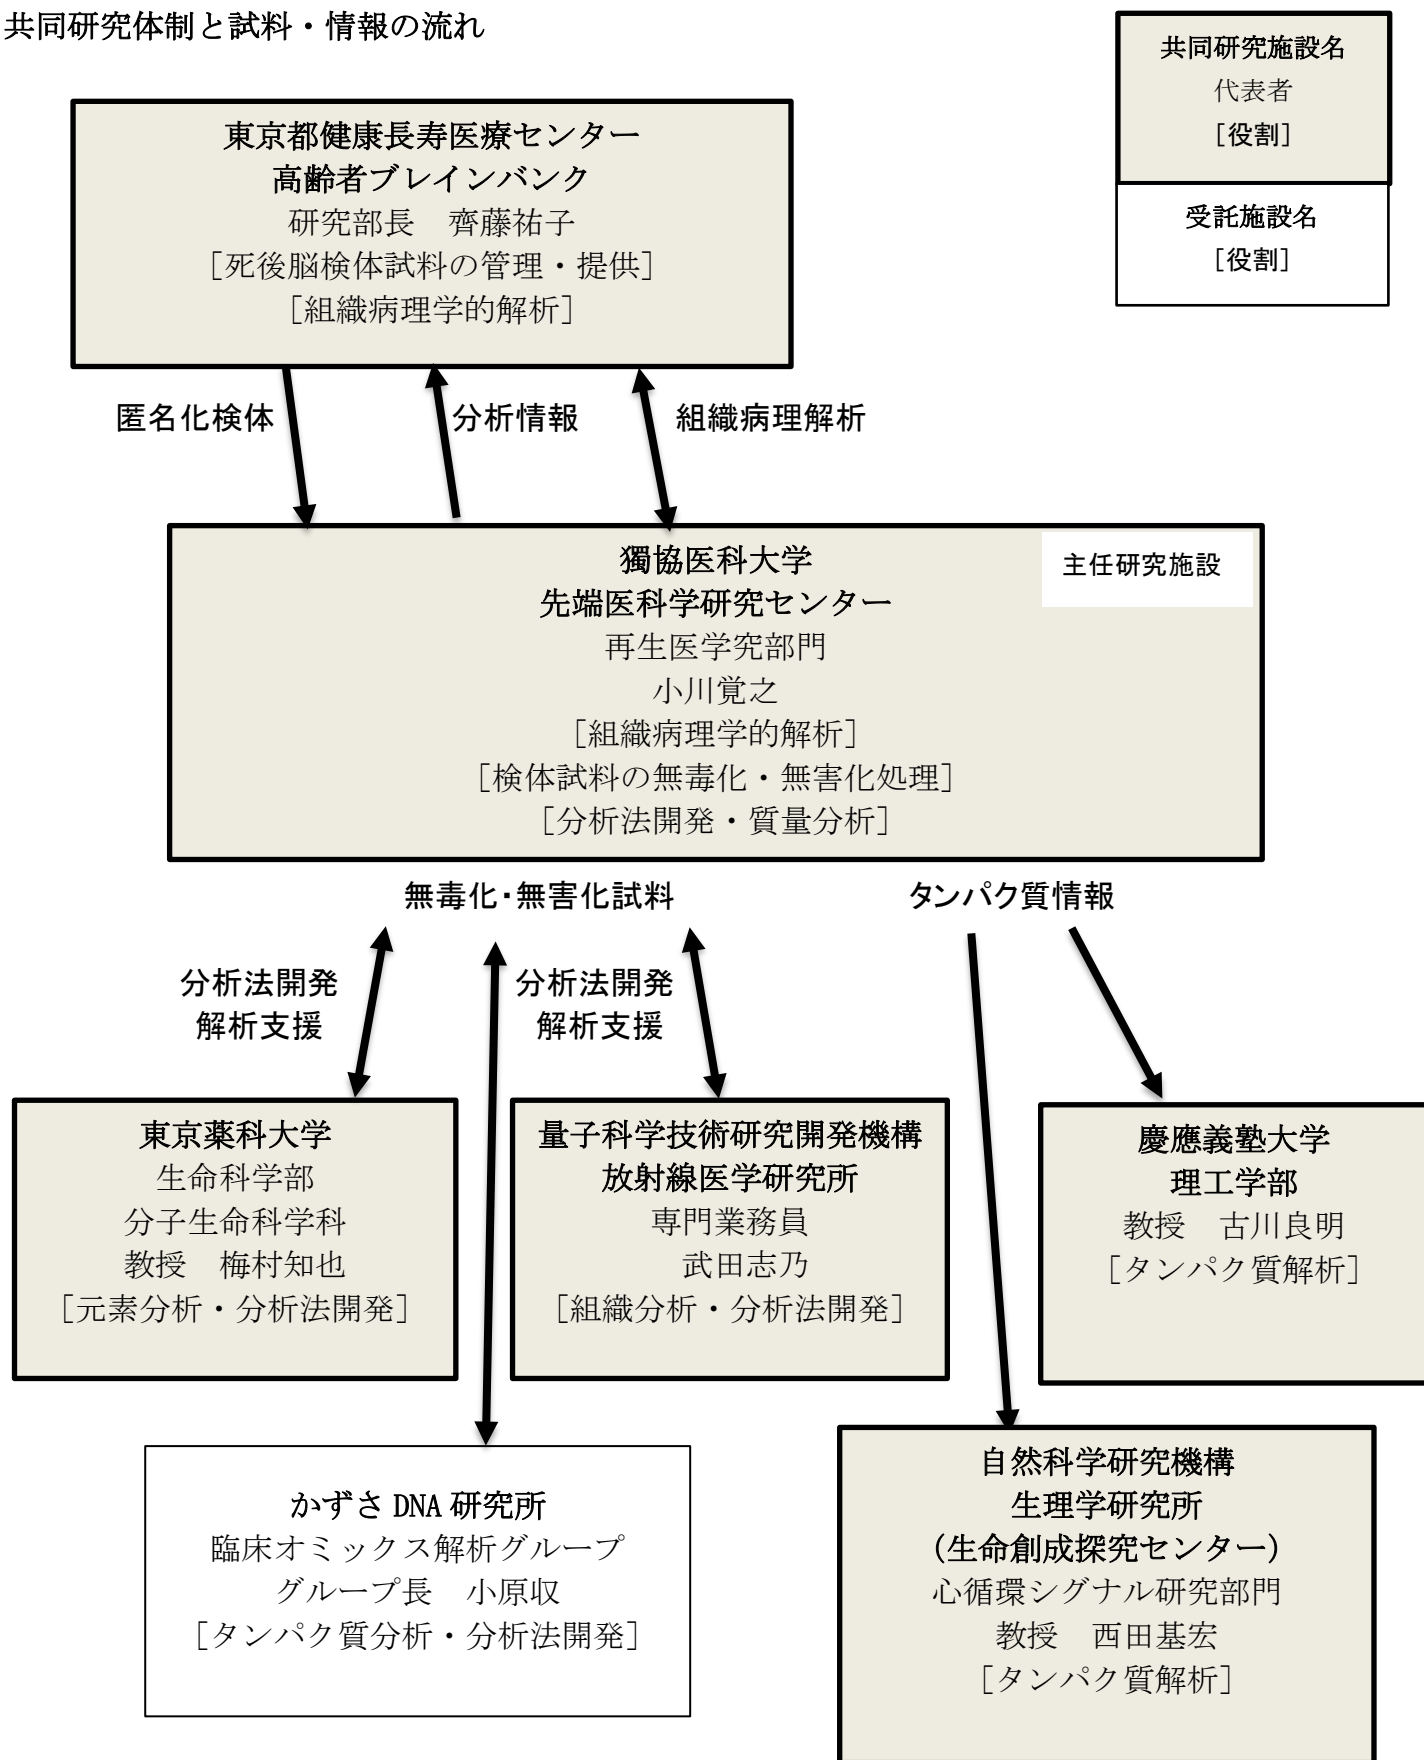 共同研究体制と試料・情報の流れ
共同研究施設名
代表者
［役割］
受託施設名
［役割］
東京都健康長寿医療センター
高齢者ブレインバンク
研究部長　齊藤祐子
［死後脳検体試料の管理・提供］
［組織病理学的解析］
匿名化検体
分析情報
組織病理解析
獨協医科大学
先端医科学研究センター
再生医学究部門
小川覚之
［組織病理学的解析］
［検体試料の無毒化・無害化処理］
［分析法開発・質量分析］
主任研究施設
無毒化・無害化試料
タンパク質情報
分析法開発
解析支援
分析法開発
解析支援
東京薬科大学
生命科学部
分子生命科学科
教授　梅村知也
［元素分析・分析法開発］
量子科学技術研究開発機構
放射線医学研究所
専門業務員
武田志乃
［組織分析・分析法開発］
慶應義塾大学
理工学部
教授　古川良明
［タンパク質解析］
かずさ DNA 研究所
臨床オミックス解析グループ
グループ長　小原収
［タンパク質分析・分析法開発］
自然科学研究機構
生理学研究所
（生命創成探究センター）
心循環シグナル研究部門
教授　西田基宏
［タンパク質解析］